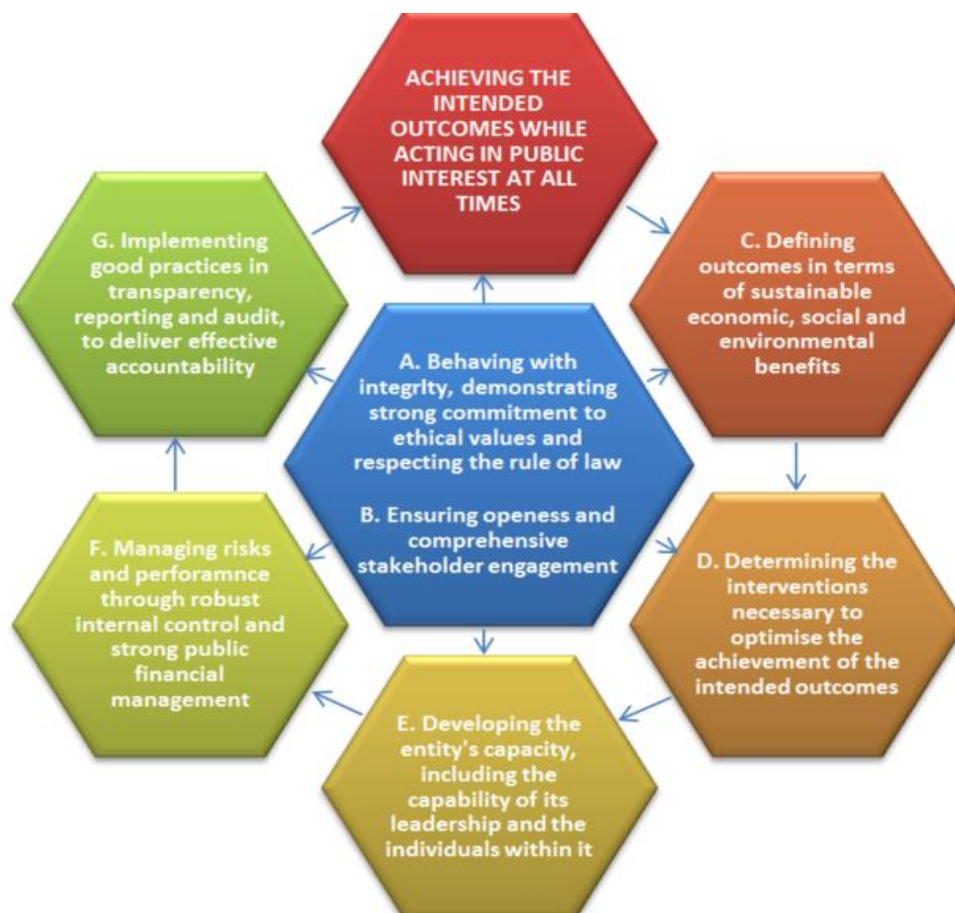 ACHIEVING THE
INTENDED
OUTCOMES WHILE
ACTING IN PUBLIC
INTEREST AT ALL
TIMES
G. Implementing
good practices in
transparency,
reporting and audit,
to deliver effective
accountability
C. Defining
outcomes in terms
of sustainable
economic, social and
environmental
benefits
A. Behaving with
integrIty, demonstrating
strong commitment to
ethical values and
respecting the rule of law
B. Ensuring openess and
comprehensive
stakeholder engagement
F. Managing risks
and perforamnce
through robust
internal control and
strong public
financial
management
D. Determining the
interventions
necessary to
optimise the
achievement of the
intended outcomes
E. Developing the
entity's capacity,
including the
capability of its
leadership and the
individuals within it